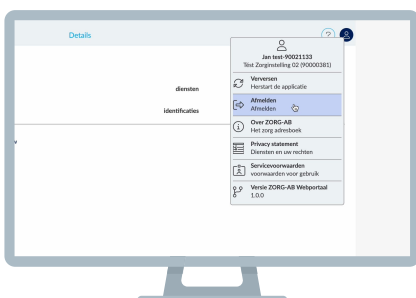 Details
?
Jan test-90021133
Test Zorginstelling 02 (90000381)
diensten
identificaties
Verversen
Herstart de applicatie
Afmelden
Afmelden
Over ZORG-AB
Het zorg adresboek
Privacy statement
Diensten en uw rechten
Servicevoorwaarden
voorwaarden voor gebruik
Versie ZORG-AB Webportaal
1.0.0